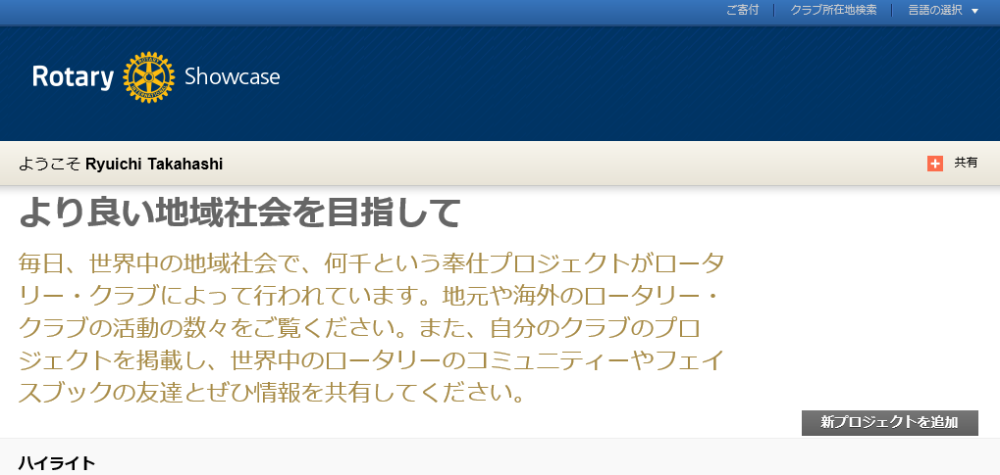 ご寄付 クラブ所在地検索 言語の選択
Rotary Showcase
ようこそ Ryuichi Takahashi 共有
より良い地域社会を目指して
毎日、世界中の地域社会で、何千という奉仕プロジェクトがロータ
リー・クラブによって行われています。地元や海外のロータリー・
クラブの活動の数々をご覧ください。また、自分のクラブのプロ
ジェクトを掲載し、世界中のロータリーのコミュニティーやフェイ
スブックの友達とぜひ情報を共有してください。
新プロジェクトを追加
ハイライト